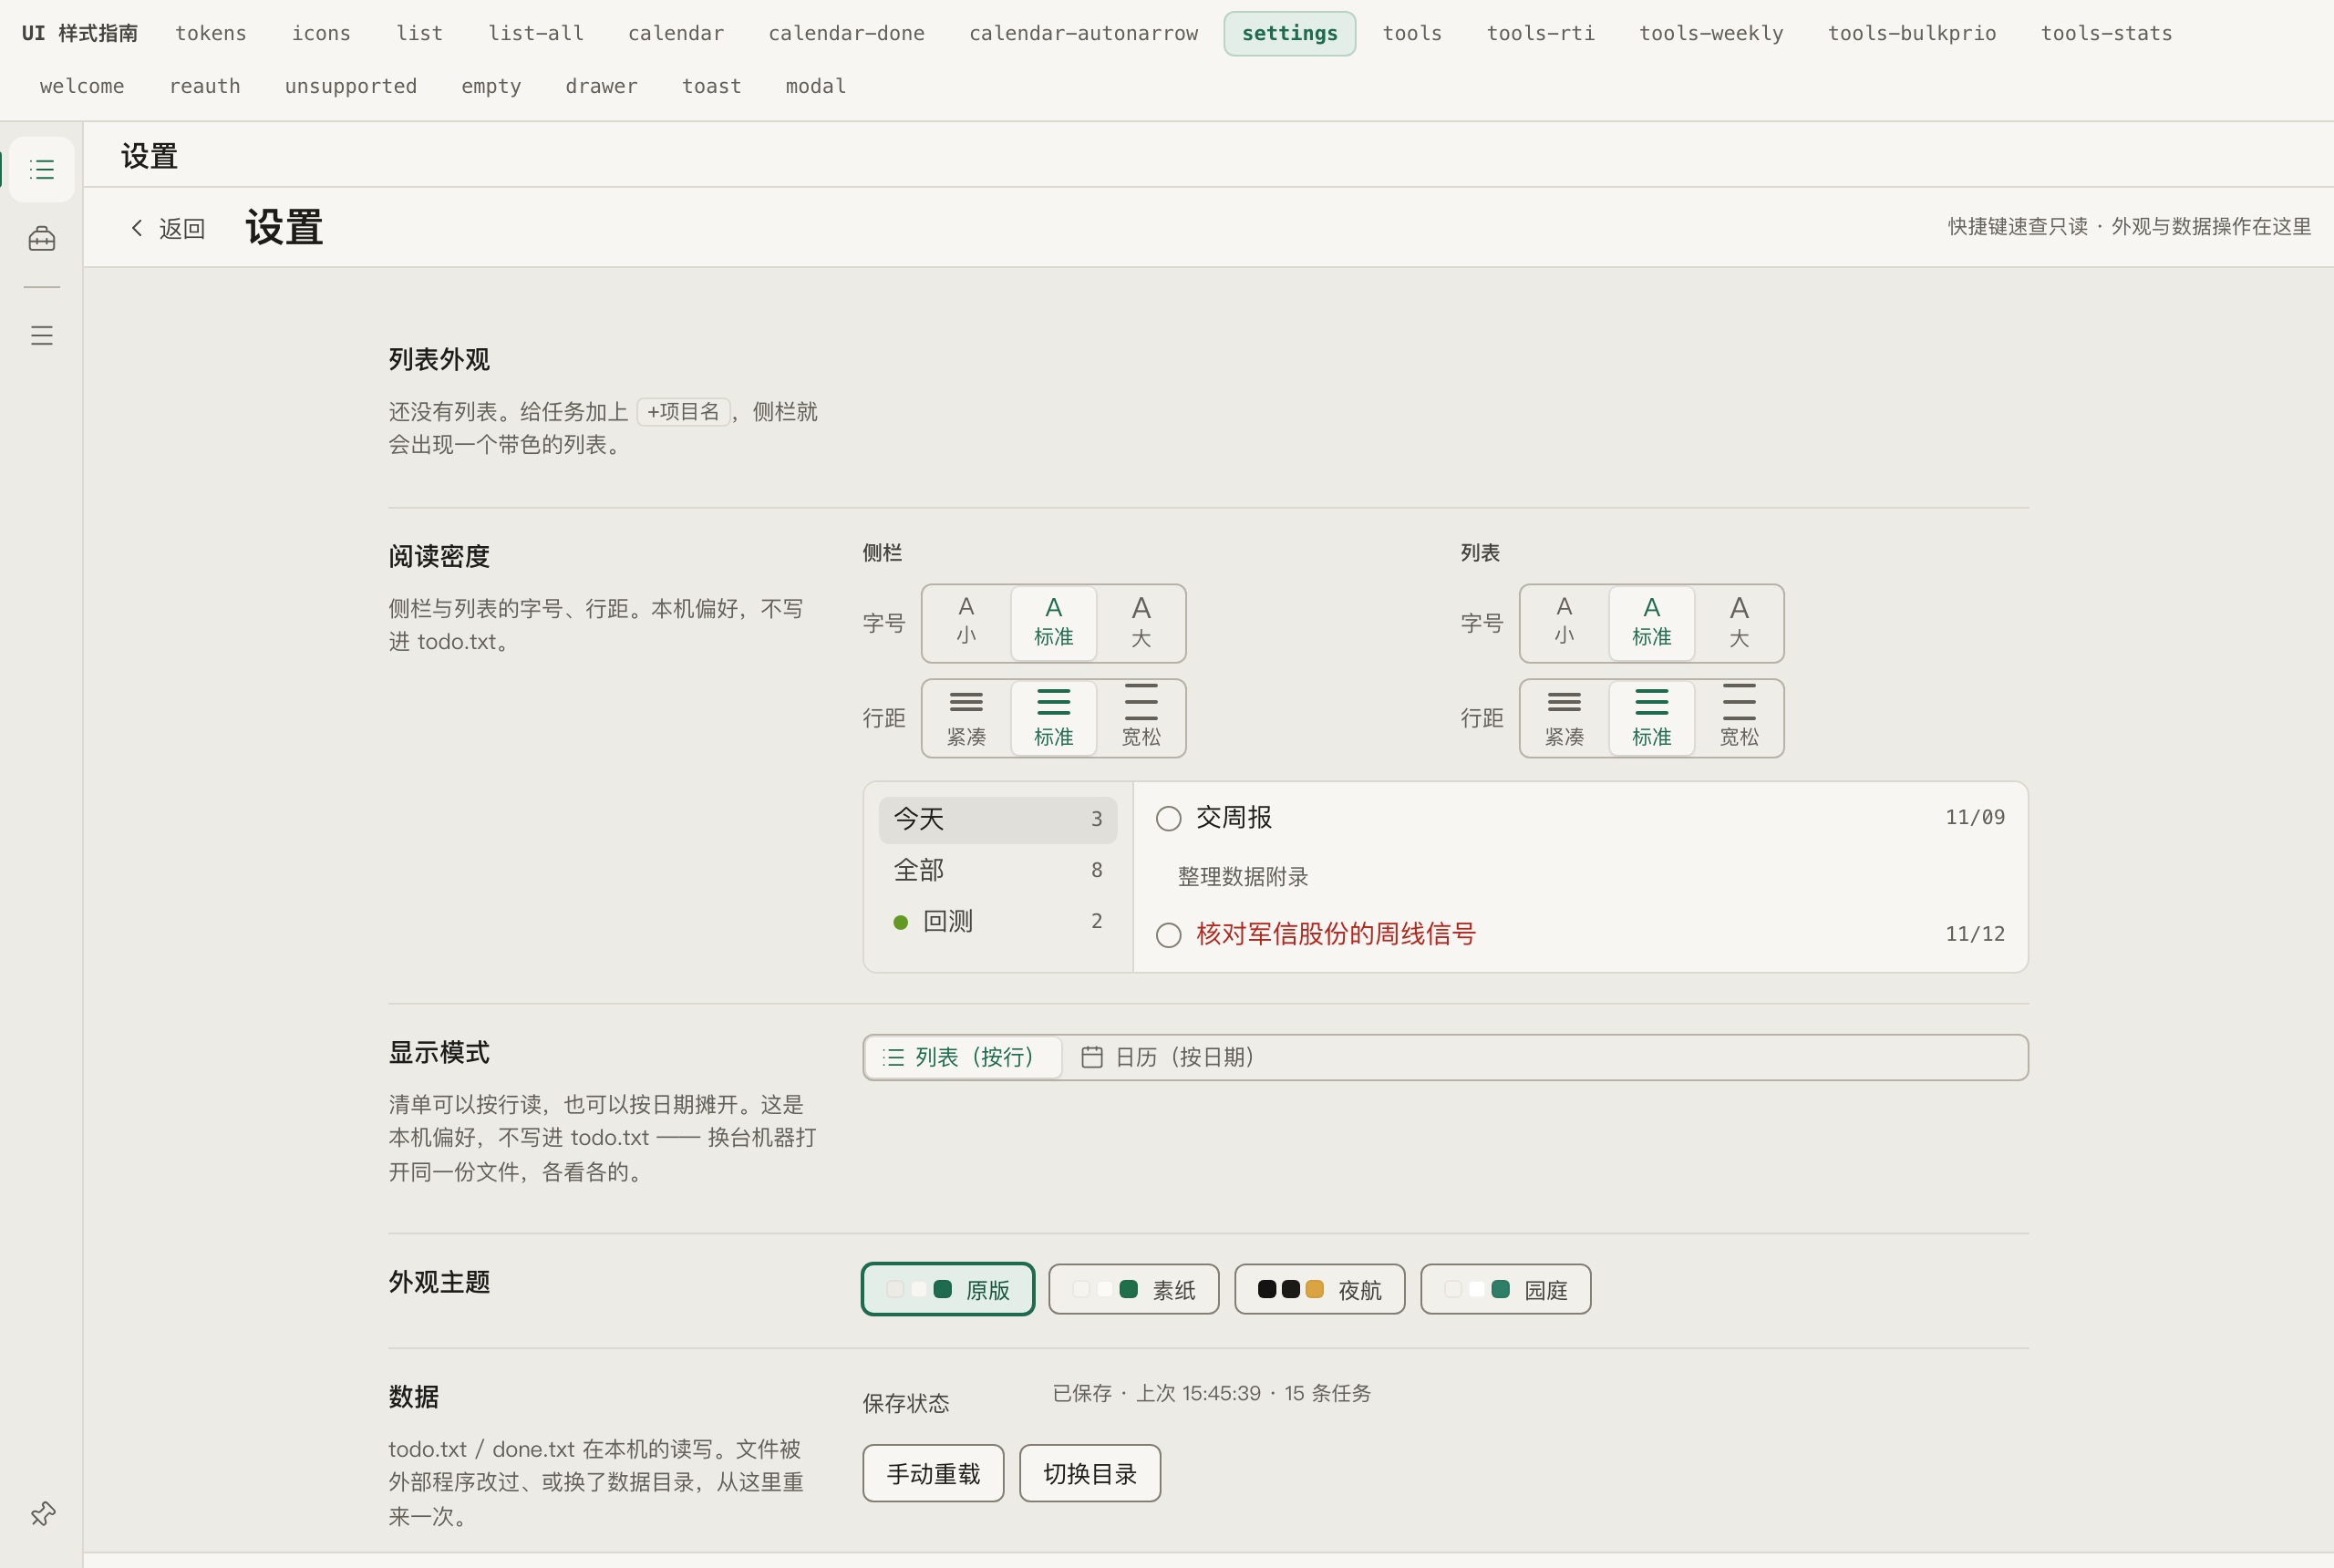 UI 样式指南 tokens icons list list-all calendar calendar-done calendar-autonarrow settings tools tools-rti tools-weekly tools-bulkprio tools-stats
welcome reauth unsupported empty drawer toast modal
设置
返回 设置 快捷键速查只读 · 外观与数据操作在这里
列表外观
还没有列表。给任务加上 +项目名，侧栏就
会出现一个带色的列表。
阅读密度
侧栏与列表的字号、行距。本机偏好，不写
进 todo.txt。
侧栏 列表
字号 A 小 A 标准 A 大 字号 A 小 A 标准 A 大
行距 紧凑 标准 宽松 行距 紧凑 标准 宽松
今天 3
全部 8
回测 2
交周报 11/09
整理数据附录
核对军信股份的周线信号 11/12
显示模式
清单可以按行读，也可以按日期摊开。这是
本机偏好，不写进 todo.txt —— 换台机器打
开同一份文件，各看各的。
列表（按行） 日历（按日期）
外观主题
原版 素纸 夜航 园庭
数据
todo.txt / done.txt 在本机的读写。文件被
外部程序改过、或换了数据目录，从这里重
来一次。
保存状态 已保存 · 上次 15:45:39 · 15 条任务
手动重载 切换目录